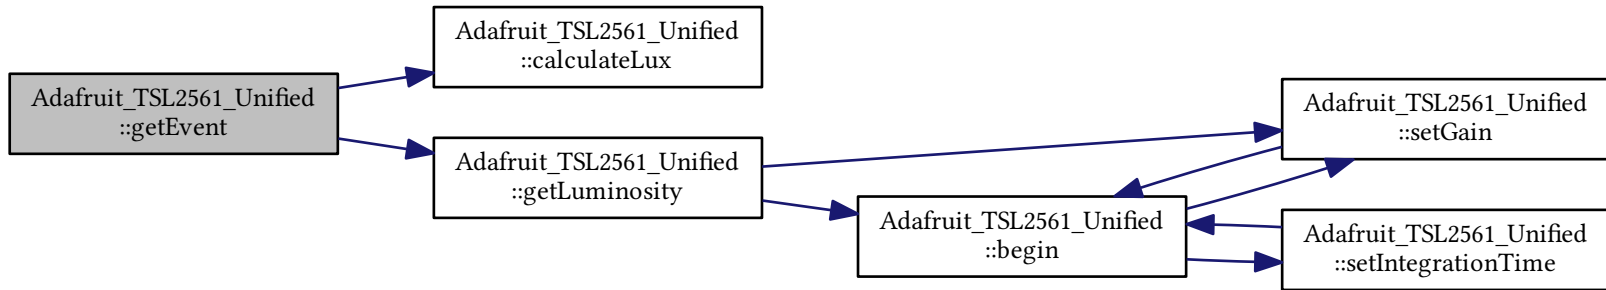 Adafruit_TSL2561_Unified
::getEvent
Adafruit_TSL2561_Unified
::calculateLux
Adafruit_TSL2561_Unified
::getLuminosity
Adafruit_TSL2561_Unified
::begin
Adafruit_TSL2561_Unified
::setGain
Adafruit_TSL2561_Unified
::setIntegrationTime